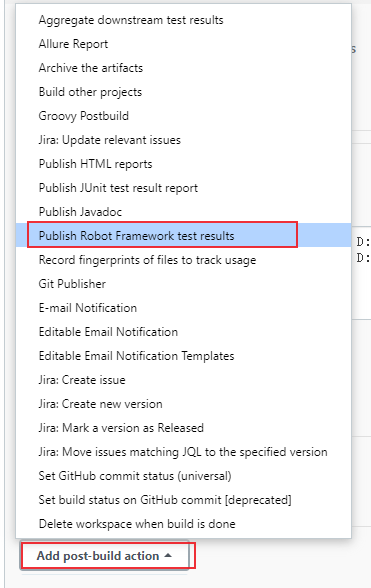 Aggregate downstream test results
Allure Report
Archive the artifacts
Build other projects
Groovy Postbuild
Jira: Update relevant issues
Publish HTML reports
Publish JUnit test result report
Publish Javadoc
Publish Robot Framework test results
Record fingerprints of files to track usage
Git Publisher
E-mail Notification
Editable Email Notification
Editable Email Notification Templates
Jira: Create issue
Jira: Create new version
Jira: Mark a version as Released
Jira: Move issues matching JQL to the specified version
Set GitHub commit status (universal)
Set build status on GitHub commit [deprecated]
Delete workspace when build is done
Add post-build action
s
D:
D: